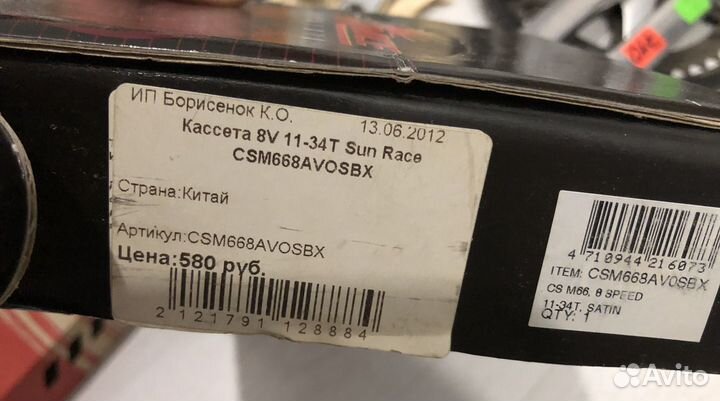 ИП Борисенок К.О.
13.06.2012
Кассета 8V 11-34T Sun Race
CSM668AVOSBX
Страна:Китай
Артикул:CSM668AVOSBX
Цена:580 руб.
2 121791 128884
4 710944 216073
ITEM: CSM668AV0SBX
CS M66, 8 SPEED
11-34T, SATIN
QTY: 1
Avito